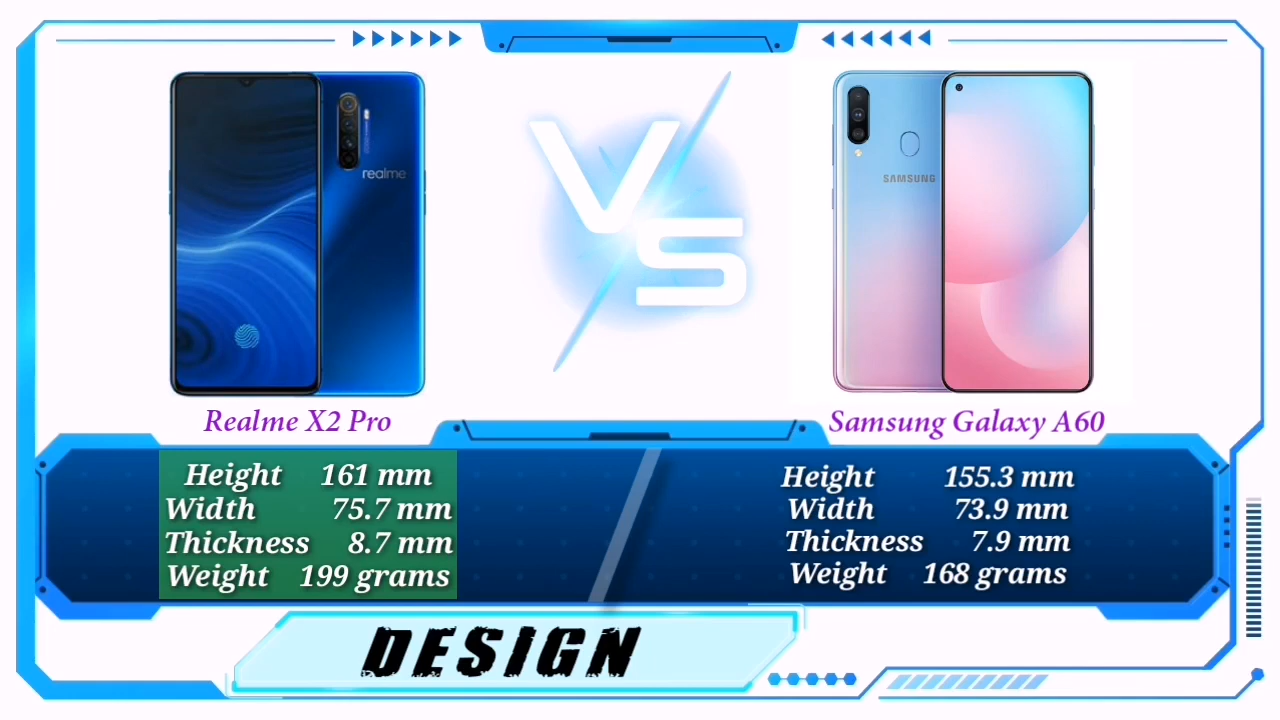 VS
realme
SAMSUNG
Realme X2 Pro
Samsung Galaxy A60
Height 161 mm
Width 75.7 mm
Thickness 8.7 mm
Weight 199 grams
Height 155.3 mm
Width 73.9 mm
Thickness 7.9 mm
Weight 168 grams
DESIGN